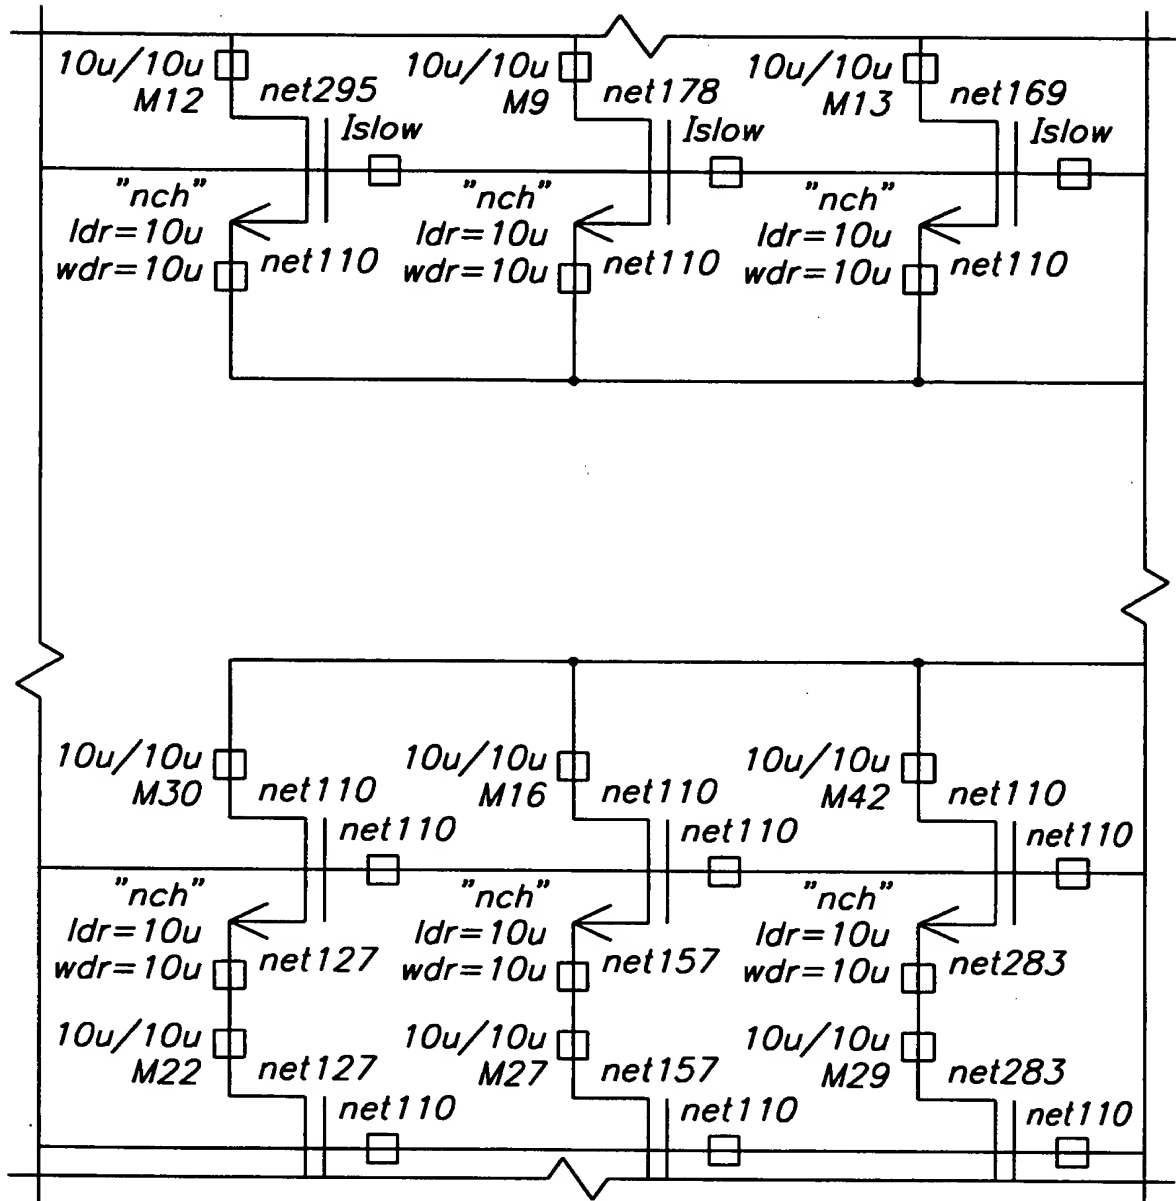 10u/10u
M12
net295
Islow
"nch"
ldr=10u
wdr=10u
net110
10u/10u
M9
net178
Islow
"nch"
ldr=10u
wdr=10u
net110
10u/10u
M13
net169
Islow
"nch"
ldr=10u
wdr=10u
net110
10u/10u
M30
net110
net110
"nch"
ldr=10u
wdr=10u
net127
10u/10u
M16
net110
net110
"nch"
ldr=10u
wdr=10u
net157
10u/10u
M42
net110
net110
"nch"
ldr=10u
wdr=10u
net283
10u/10u
M22
net127
net110
10u/10u
M27
net157
net110
10u/10u
M29
net283
net110